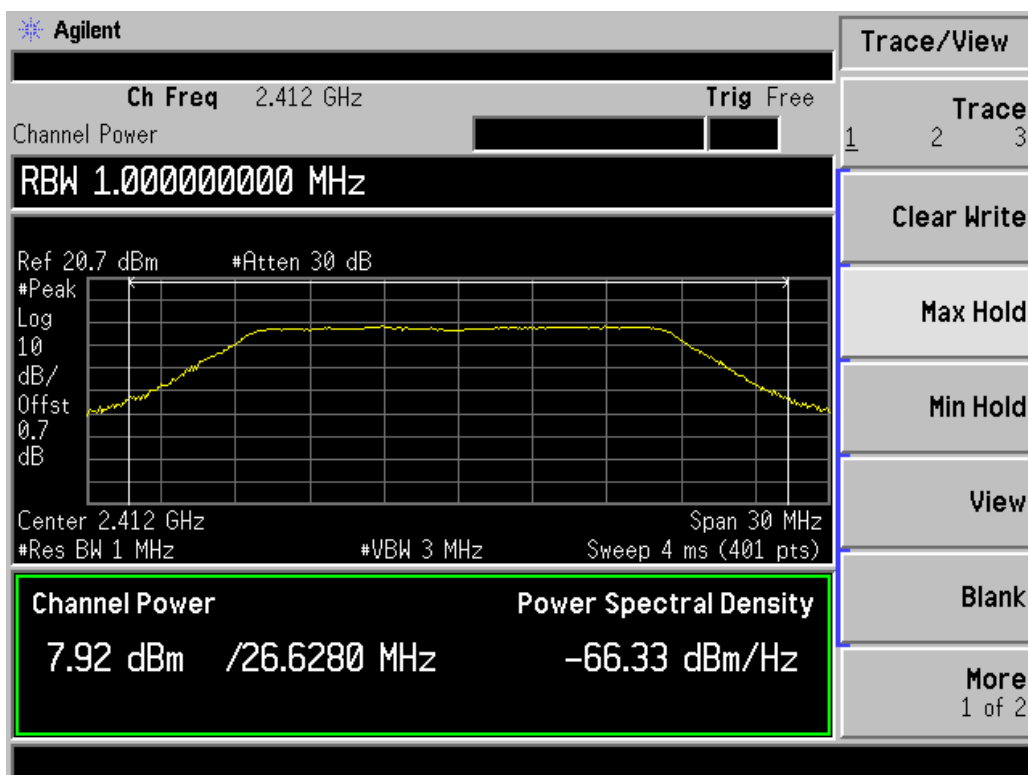 Agilent
Trace/View
Ch Freq 2.412 GHz Trig Free
Channel Power
Trace
1 2 3
RBW 1.000000000 MHz
Clear Write
Ref 20.7 dBm #Atten 30 dB
#Peak
Log
10
dB/
Offst
0.7
dB
Max Hold
Min Hold
View
Center 2.412 GHz Span 30 MHz
#Res BW 1 MHz #VBW 3 MHz Sweep 4 ms (401 pts)
Channel Power Power Spectral Density
7.92 dBm /26.6280 MHz -66.33 dBm/Hz
Blank
More
1 of 2